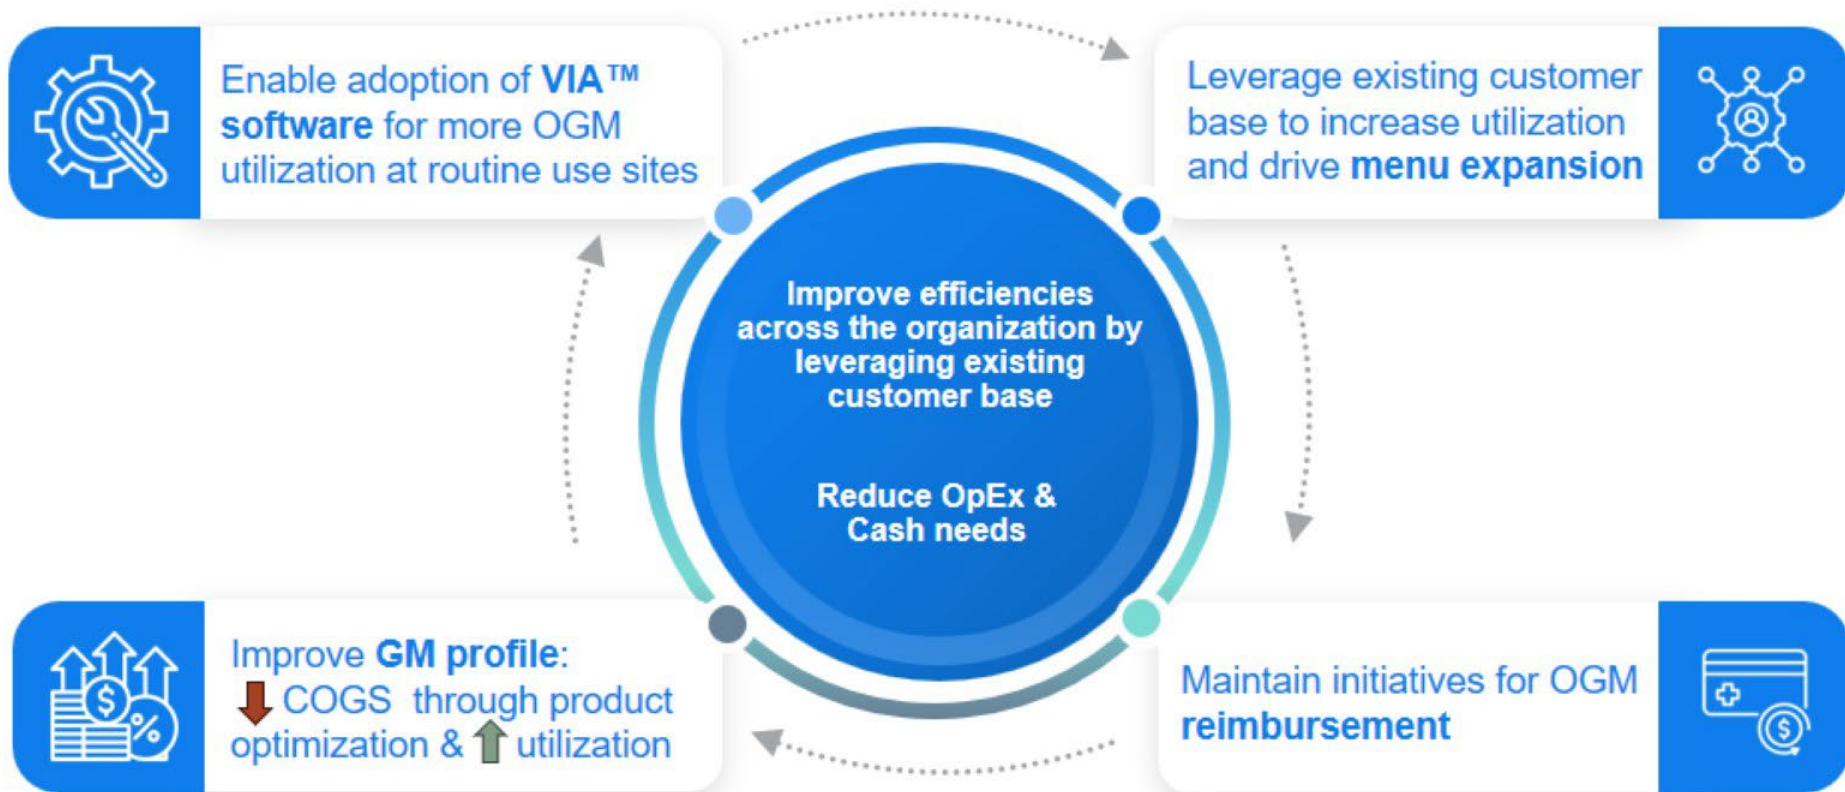 Enable adoption of VIA™
software for more OGM
utilization at routine use sites
Leverage existing customer
base to increase utilization
and drive menu expansion
Improve efficiencies
across the organization by
leveraging existing
customer base
Reduce OpEx &
Cash needs
Improve GM profile:
COGS through product
optimization & utilization
Maintain initiatives for OGM
reimbursement